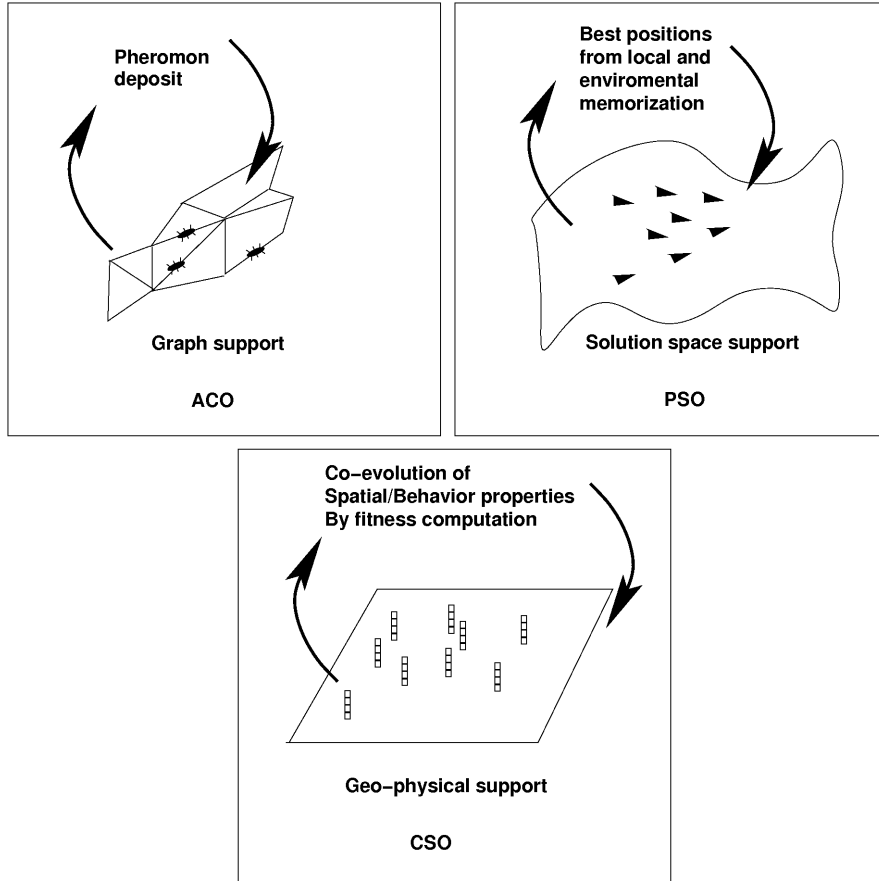 Pheromon
deposit
Graph support
ACO
Best positions
from local and
enviromental
memorization
Solution space support
PSO
Co−evolution of
Spatial/Behavior properties
By fitness computation
Geo−physical support
CSO